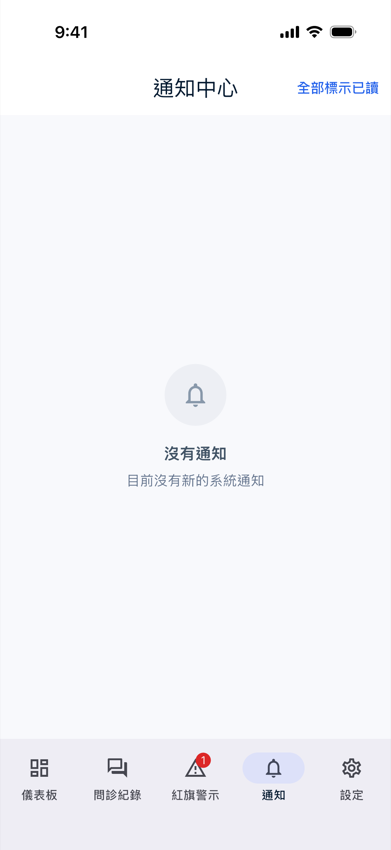 9:41
通知中心
全部標示已讀
沒有通知
目前沒有新的系統通知
1
儀表板
問診紀錄
紅旗警示
通知
設定